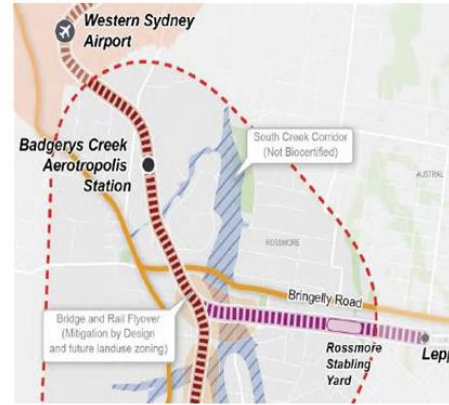 Western Sydney
Airport
Badgerys Creek
Aerotropolis
Station
South Creek Corridor
(Not Biocertified)
AUSTRAL
ROSSMORE
Bringelly Road
Bridge and Rail Flyover
(Mitigation by Design
and future landuse zoning)
Rossmore
Stabling
Yard
Lepp